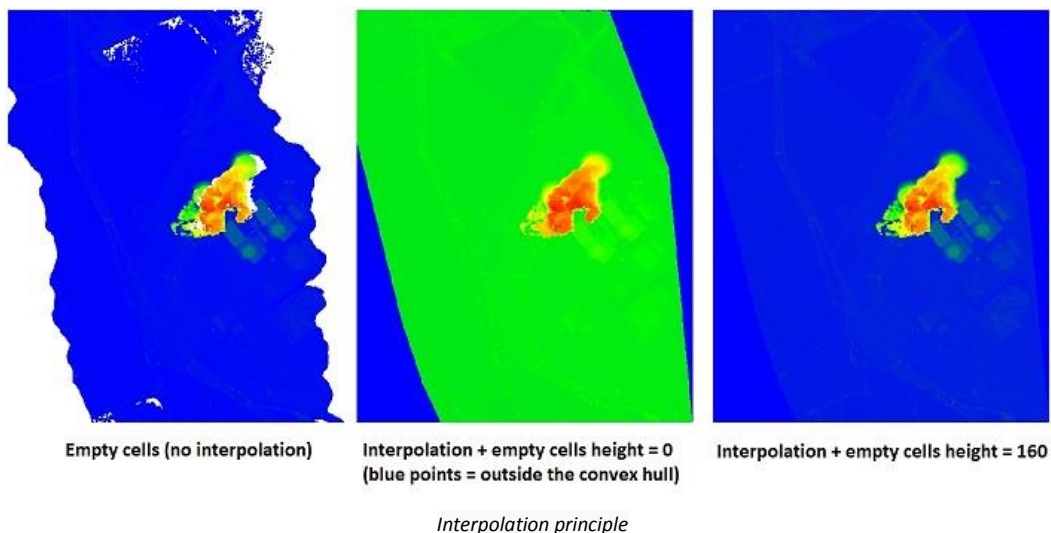 Empty cells (no interpolation)
Interpolation + empty cells height = 0
(blue points = outside the convex hull)
Interpolation + empty cells height = 160
Interpolation principle